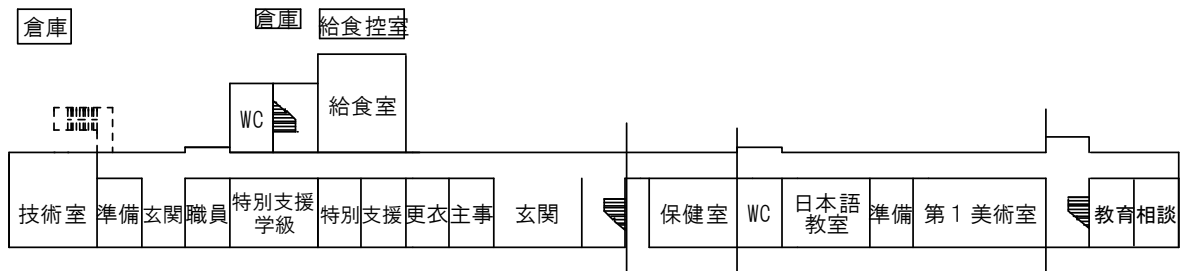 倉庫
倉庫
給食控室
WC
給食室
技術室
準備
玄関
職員
特別支援
学級
特別
支援
更衣
主事
玄関
保健室
WC
日本語
教室
準備
第1美術室
教育
相談